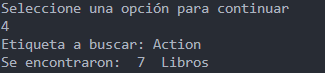 Seleccione una opción para continuar
4
Etiqueta a buscar: Action
Se encontraron:  7  Libros